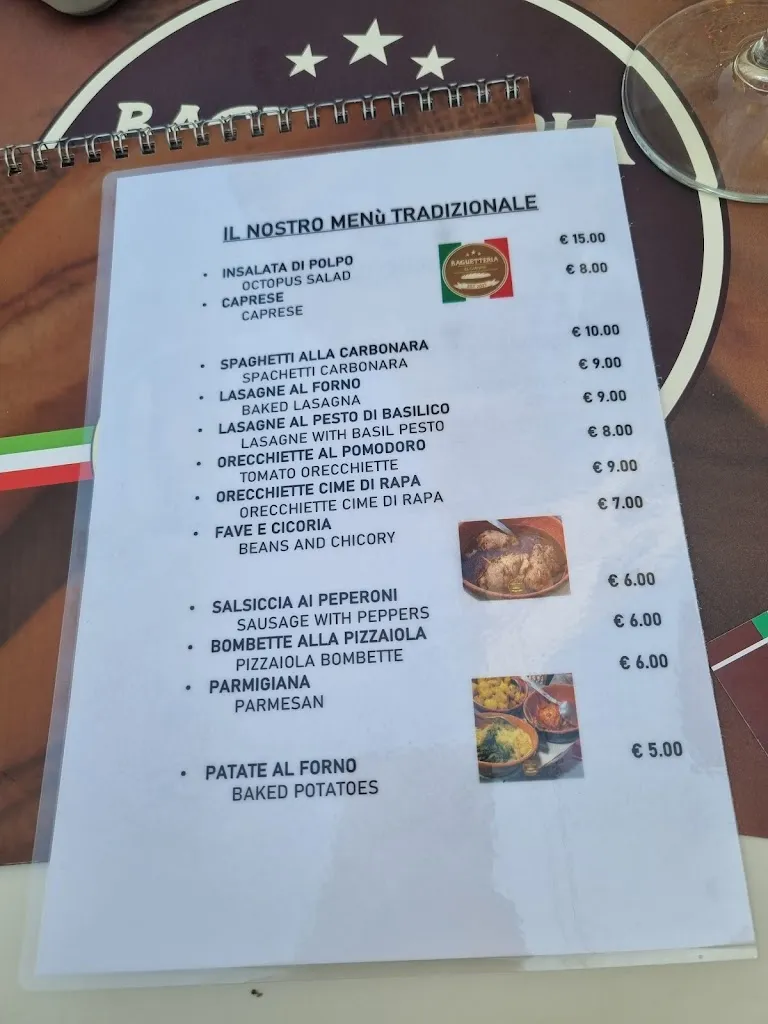 IL NOSTRO MENù TRADIZIONALE
BAGUETTERIA
• INSALATA DI POLPO € 15.00
OCTOPUS SALAD
• CAPRESE € 8.00
CAPRESE
• SPAGHETTI ALLA CARBONARA € 10.00
SPACHETTI CARBONARA
• LASAGNE AL FORNO € 9.00
BAKED LASAGNA
• LASAGNE AL PESTO DI BASILICO € 9.00
LASAGNE WITH BASIL PESTO
• ORECCHIETTE AL POMODORO € 8.00
TOMATO ORECCHIETTE
• ORECCHIETTE CIME DI RAPA € 9.00
ORECCHIETTE CIME DI RAPA
• FAVE E CICORIA € 7.00
BEANS AND CHICORY
• SALSICCIA AI PEPERONI € 6.00
SAUSAGE WITH PEPPERS
• BOMBETTE ALLA PIZZAIOLA € 6.00
PIZZAIOLA BOMBETTE
• PARMIGIANA € 6.00
PARMESAN
• PATATE AL FORNO € 5.00
BAKED POTATOES